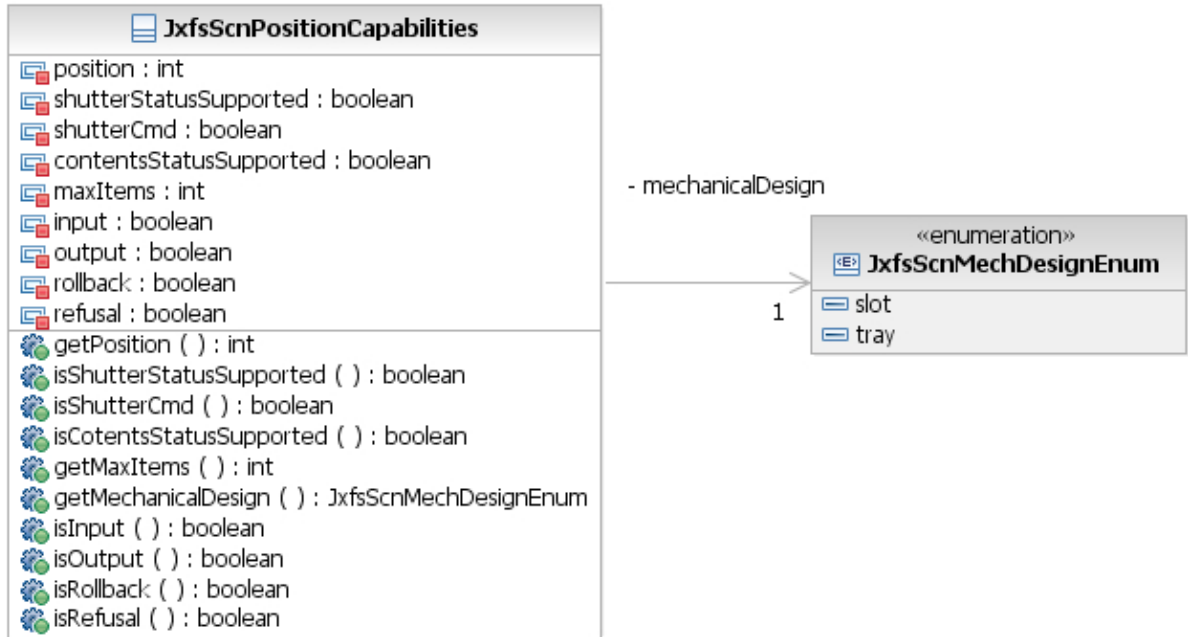 JxfsScnPositionCapabilities
position : int
shutterStatusSupported : boolean
shutterCmd : boolean
contentsStatusSupported : boolean
maxItems : int
input : boolean
output : boolean
rollback : boolean
refusal : boolean
getPosition ( ) : int
isShutterStatusSupported ( ) : boolean
isShutterCmd ( ) : boolean
isCotentsStatusSupported ( ) : boolean
getMaxItems ( ) : int
getMechanicalDesign ( ) : JxfsScnMechDesignEnum
isInput ( ) : boolean
isOutput ( ) : boolean
isRollback ( ) : boolean
isRefusal ( ) : boolean
- mechanicalDesign
1
«enumeration»
<E> JxfsScnMechDesignEnum
slot
tray